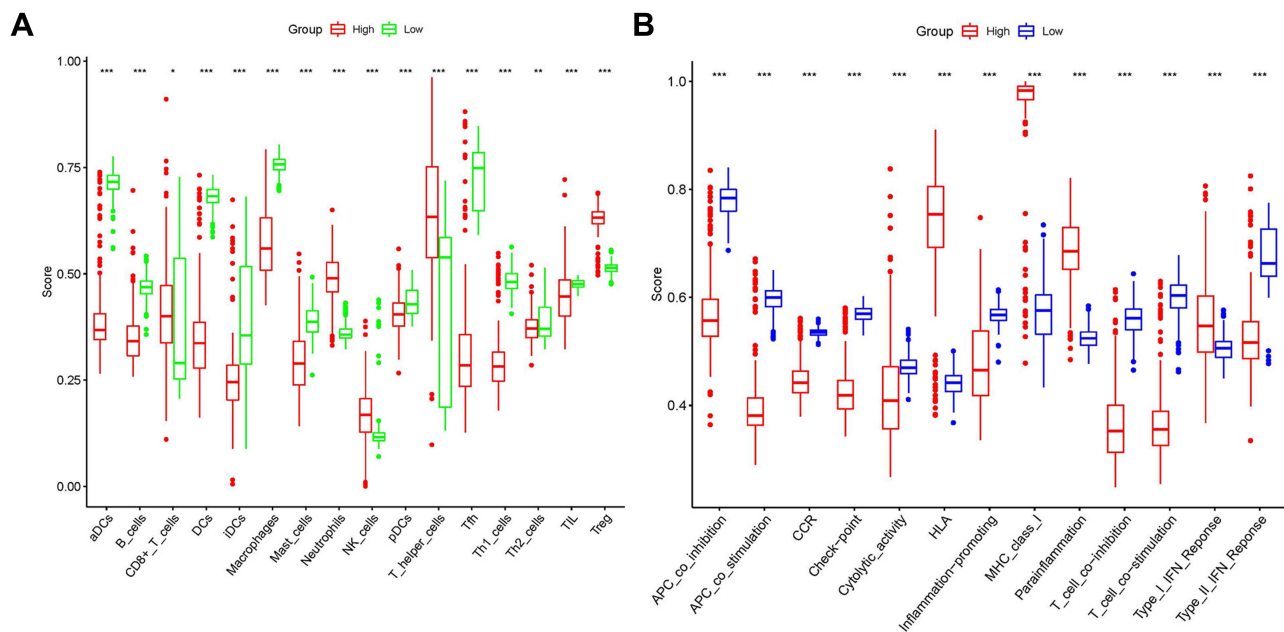 A
Group High Low
*** *** * *** *** *** *** *** *** *** *** *** *** ** *** ***
Score
1.00
0.75
0.50
0.25
0.00
aDCs
B_cells
CD8+_T_cells
DCs
iDCs
Macrophages
Mast_cells
Neutrophils
NK_cells
pDCs
T_helper_cells
Tfh
Th1_cells
Th2_cells
TIL
Treg
B
Group High Low
*** *** *** *** *** *** *** *** *** *** *** *** ***
Score
1.0
0.8
0.6
0.4
APC_co_inhibition
APC_co_stimulation
CCR
Check-point
Cytolytic_activity
HLA
Inflammation-promoting
MHC_class_I
Parainflammation
T_cell_co-inhibition
T_cell_co-stimulation
Type_I_IFN_Reponse
Type_II_IFN_Reponse